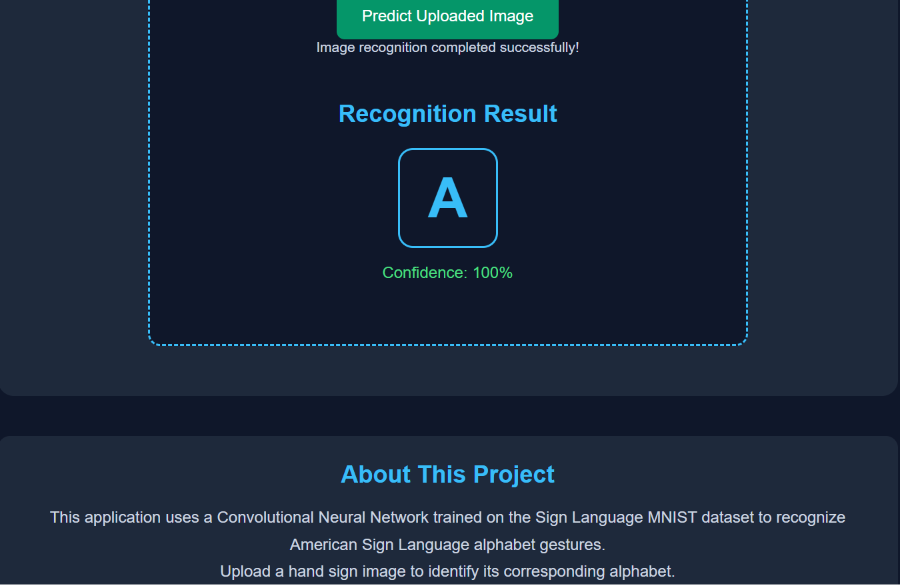 Predict Uploaded Image
Image recognition completed successfully!
Recognition Result
A
Confidence: 100%
About This Project
This application uses a Convolutional Neural Network trained on the Sign Language MNIST dataset to recognize
American Sign Language alphabet gestures.
Upload a hand sign image to identify its corresponding alphabet.